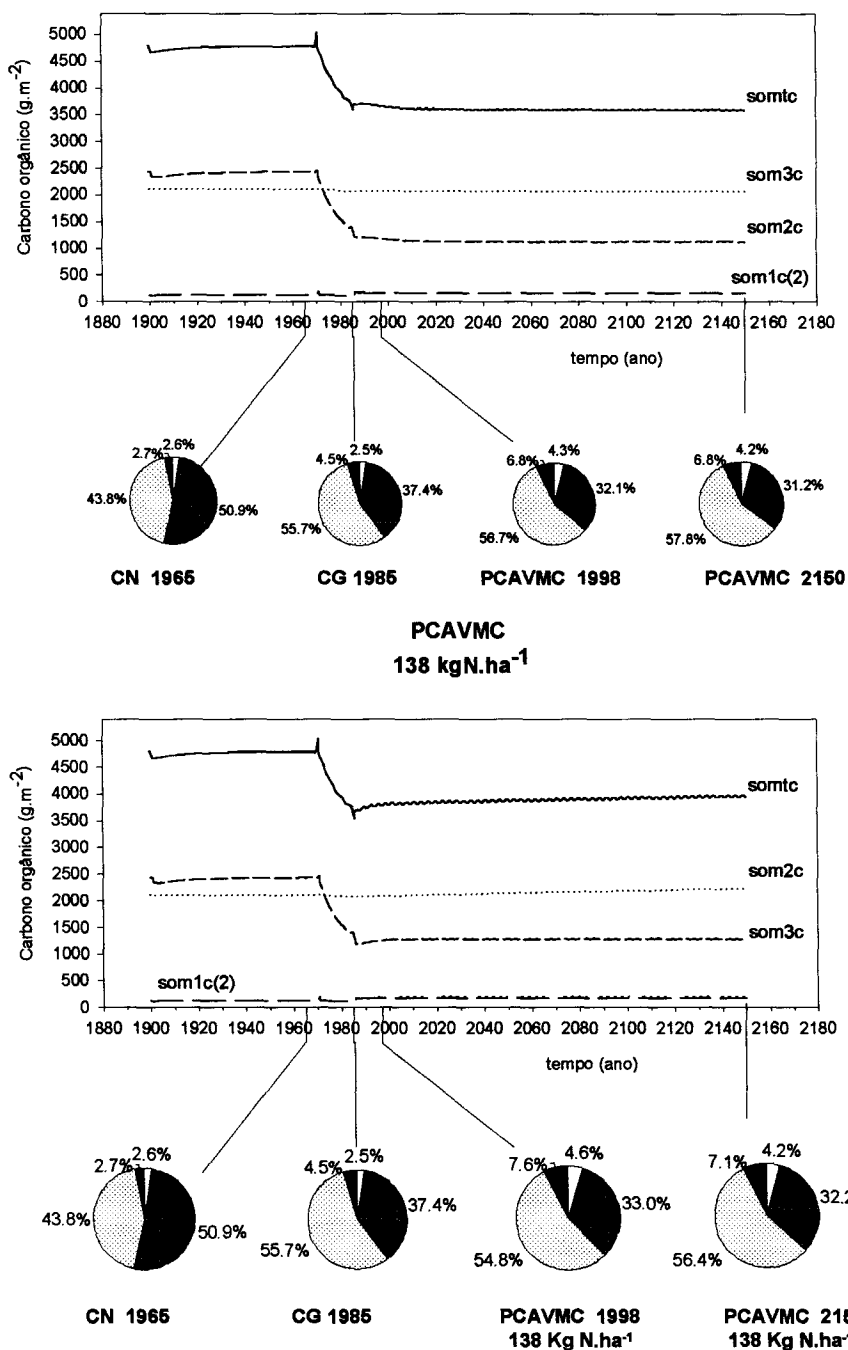 Carbono orgânico (g.m-2)
5000
4500
4000
3500
3000
2500
2000
1500
1000
500
0
somtc
som3c
som2c
som1c(2)
1880 1900 1920 1940 1960 1980 2000 2020 2040 2060 2080 2100 2120 2140 2160 2180
tempo (ano)
2.7% 2.6% 43.8% 50.9%
4.5% 2.5% 37.4% 55.7%
6.8% 4.3% 32.1% 56.7%
6.8% 4.2% 31.2% 57.8%
CN 1965 CG 1985 PCAVMC 1998 PCAVMC 2150
PCAVMC
138 kgN.ha-1
Carbono orgânico (g.m-2)
5000
4500
4000
3500
3000
2500
2000
1500
1000
500
0
somtc
som2c
som3c
som1c(2)
1880 1900 1920 1940 1960 1980 2000 2020 2040 2060 2080 2100 2120 2140 2160 2180
tempo (ano)
2.7% 2.6% 43.8% 50.9%
4.5% 2.5% 37.4% 55.7%
7.6% 4.6% 33.0% 54.8%
7.1% 4.2% 32.2 56.4%
CN 1965 CG 1985 PCAVMC 1998 PCAVMC
138 Kg N.ha-1 138 Kg N.ha-